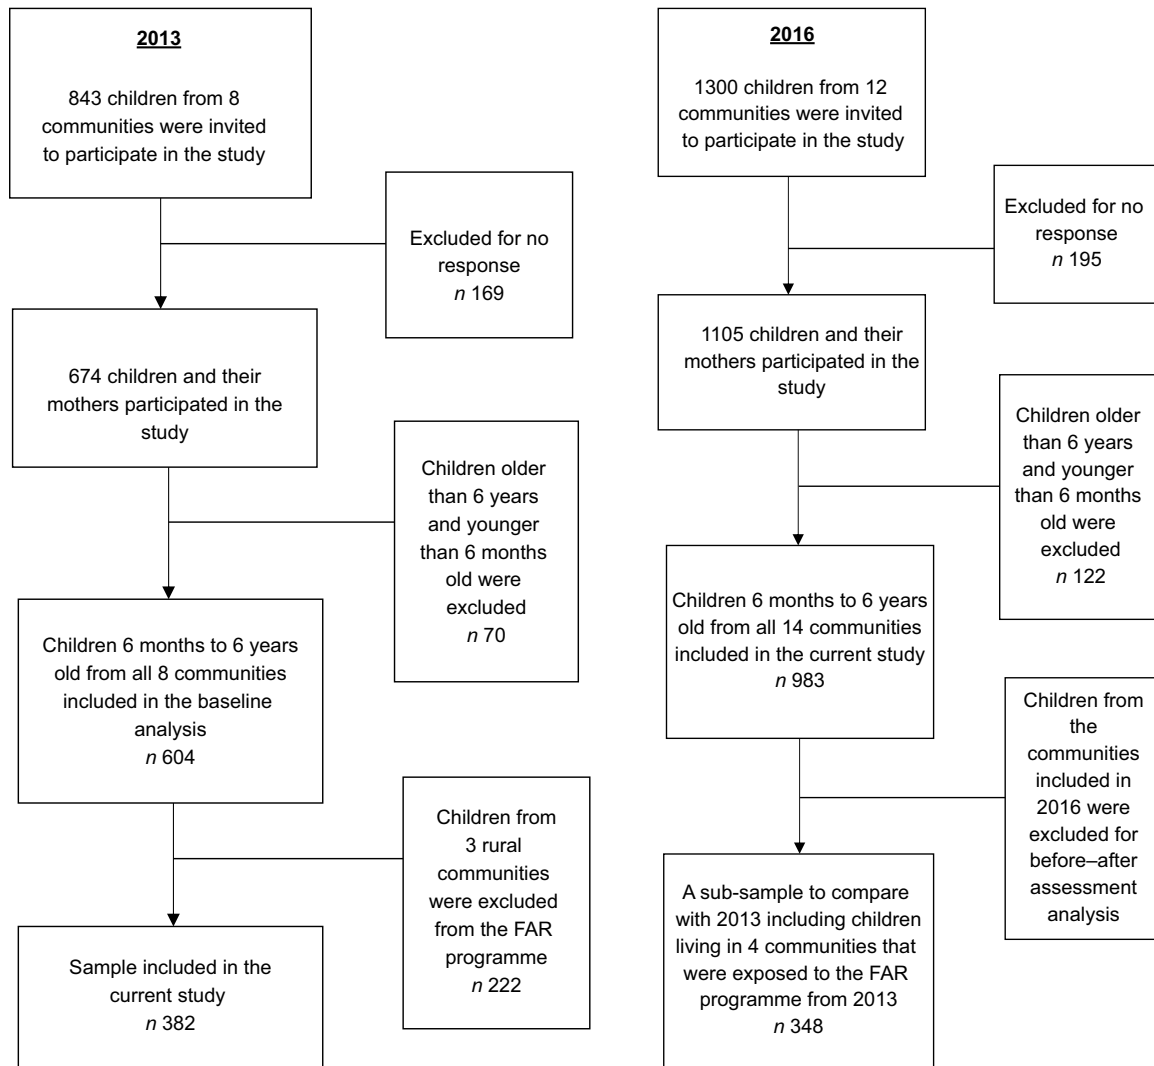 2013
843 children from 8
communities were invited
to participate in the study
Excluded for no
response
n 169
674 children and their
mothers participated in the
study
Children older
than 6 years
and younger
than 6 months
old were
excluded
n 70
Children 6 months to 6 years
old from all 8 communities
included in the baseline
analysis
n 604
Children from
3 rural
communities
were excluded
from the FAR
programme
n 222
Sample included in the
current study
n 382
2016
1300 children from 12
communities were invited
to participate in the study
Excluded for no
response
n 195
1105 children and their
mothers participated in the
study
Children older
than 6 years
and younger
than 6 months
old were
excluded
n 122
Children 6 months to 6 years
old from all 14 communities
included in the current study
n 983
Children from
the
communities
included in
2016 were
excluded for
before–after
assessment
analysis
A sub-sample to compare
with 2013 including children
living in 4 communities that
were exposed to the FAR
programme from 2013
n 348